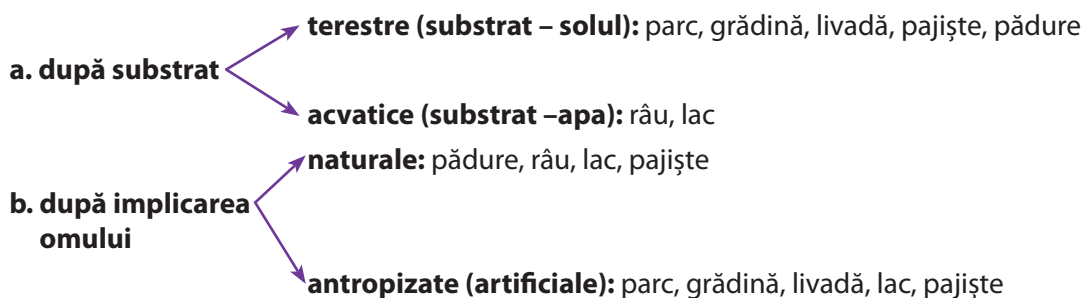 terestre (substrat – solul): parc, grădină, livadă, pajiște, pădure
a. după substrat
acvatice (substrat –apa): râu, lac
naturale: pădure, râu, lac, pajiște
b. după implicarea
omului
antropizate (artificiale): parc, grădină, livadă, lac, pajiște